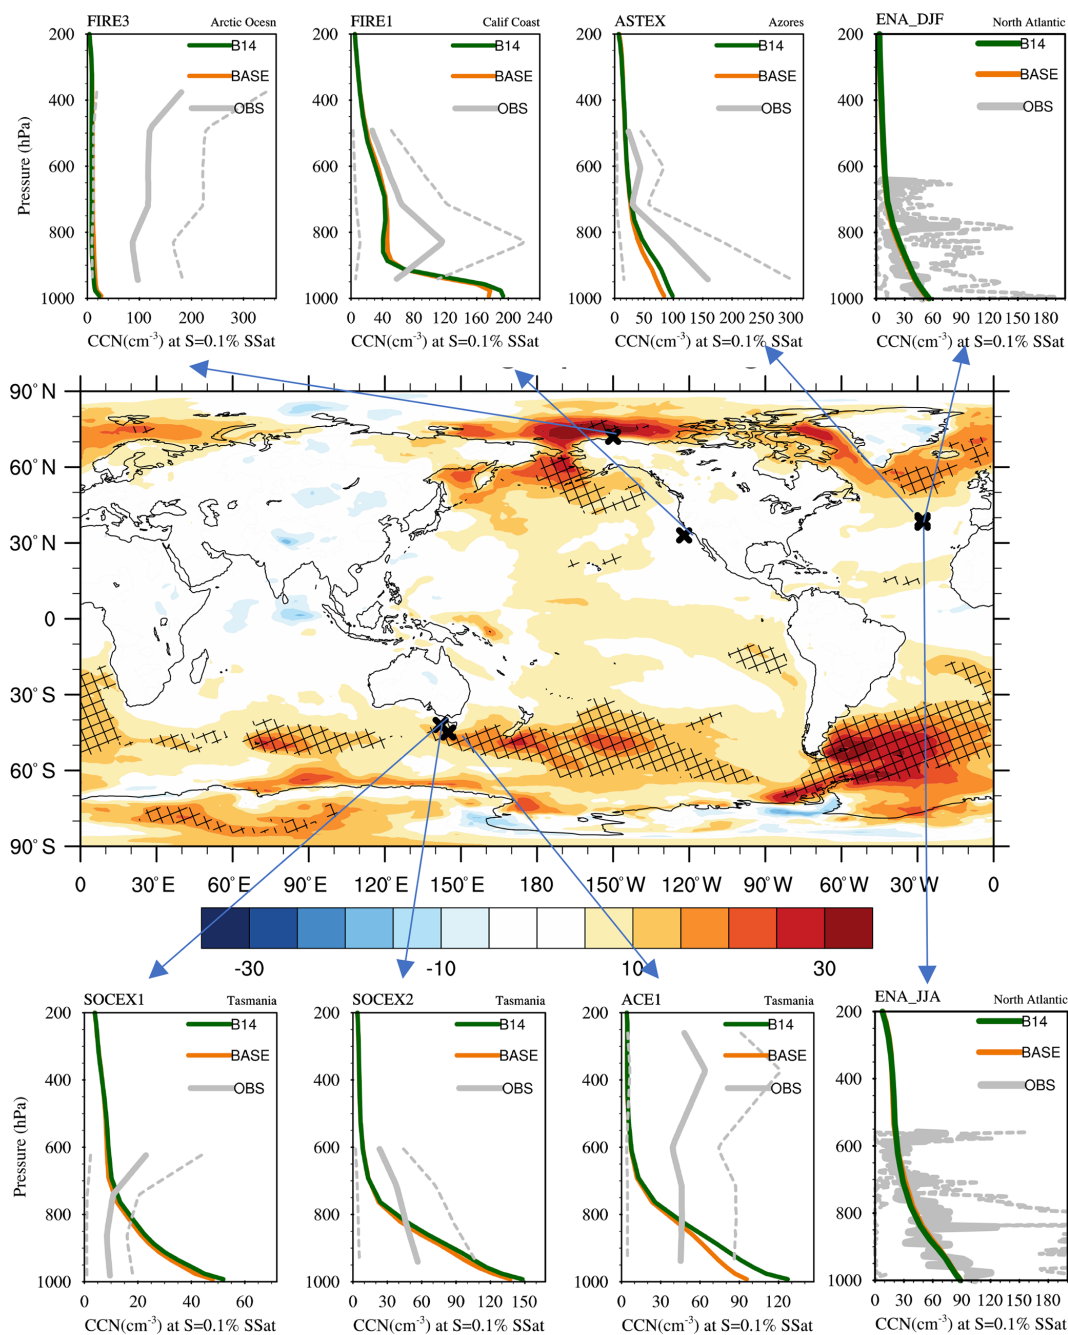 FIRE3 Arctic Ocesn
FIRE1 Calif Coast
ASTEX Azores
ENA_DJF North Atlantic
200 B14 200 B14 200 B14 200 B14
BASE BASE BASE BASE
400 OBS 400 OBS 400 OBS 400 OBS
600 600 600 600
800 800 800 800
1000 1000 1000 1000
Pressure (hPa)
0 100 200 300
0 40 80 120 160 200 240
0 50 100 150 200 250 300
0 30 60 90 120 150 180
CCN(cm-3) at S=0.1% SSat
CCN(cm-3) at S=0.1% SSat
CCN(cm-3) at S=0.1% SSat
CCN(cm-3) at S=0.1% SSat
90° N
60° N
30° N
0
30° S
60° S
90° S
0 30° E 60° E 90° E 120° E 150° E 180 150° W 120° W 90° W 60° W 30° W 0
-30 -10 10 30
SOCEX1 Tasmania
SOCEX2 Tasmania
ACE1 Tasmania
ENA_JJA North Atlantic
200 B14 200 B14 200 B14 200 B14
BASE BASE BASE BASE
400 OBS 400 OBS 400 OBS 400 OBS
600 600 600 600
800 800 800 800
1000 1000 1000 1000
Pressure (hPa)
0 20 40 60
0 30 60 90 120 150
0 30 60 90 120
0 30 60 90 120 180
CCN(cm-3) at S=0.1% SSat
CCN(cm-3) at S=0.1% SSat
CCN(cm-3) at S=0.1% SSat
CCN(cm-3) at S=0.1% SSat